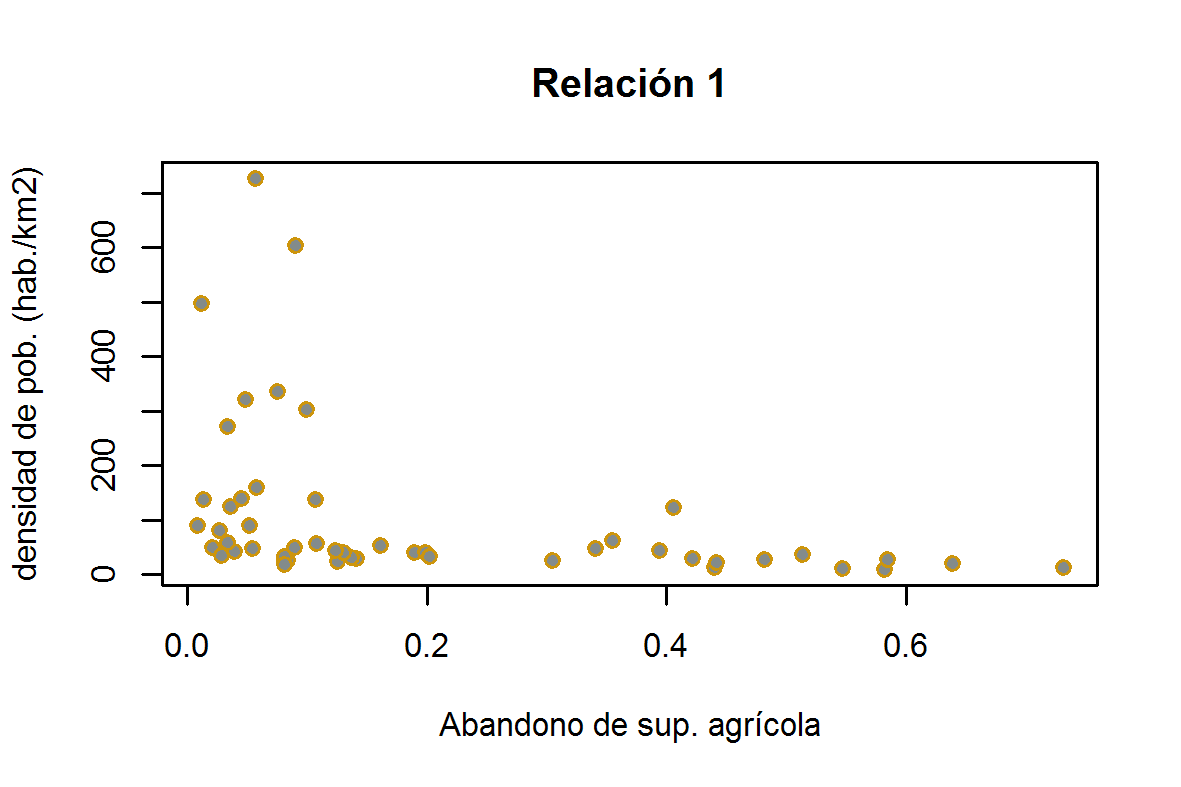 Relación 1
densidad de pob. (hab./km2)
600
400
200
0
0.0 0.2 0.4 0.6
Abandono de sup. agrícola